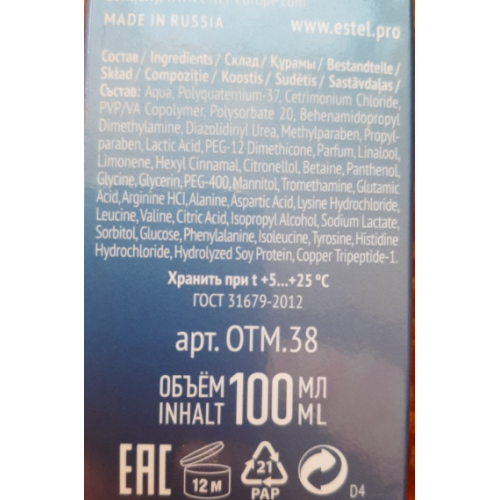 MADE IN RUSSIA www.estel.pro
Состав / Ingredients / Склад / Құрамы / Bestandteile /
Skład / Compoziție / Koostis / Sudėtis / Sastāvdaļas /
Състав: Aqua, Polyquaternium-37, Cetrimonium Chloride,
PVP/VA Copolymer, Polysorbate 20, Behenamidopropyl
Dimethylamine, Diazolidinyl Urea, Methylparaben, Propyl-
paraben, Lactic Acid, PEG-12 Dimethicone, Parfum, Linalool,
Limonene, Hexyl Cinnamal, Citronellol, Betaine, Panthenol,
Glycine, Glycerin, PEG-400, Mannitol, Tromethamine, Glutamic
Acid, Arginine HCl, Alanine, Aspartic Acid, Lysine Hydrochloride,
Leucine, Valine, Citric Acid, Isopropyl Alcohol, Sodium Lactate,
Sorbitol, Glucose, Phenylalanine, Isoleucine, Tyrosine, Histidine
Hydrochloride, Hydrolyzed Soy Protein, Copper Tripeptide-1.
Хранить при t +5...+25 °C
ГОСТ 31679-2012
арт. OTM.38
ОБЪЁМ 100 МЛ
INHALT ML
EAC 12 M 21 PAP D4